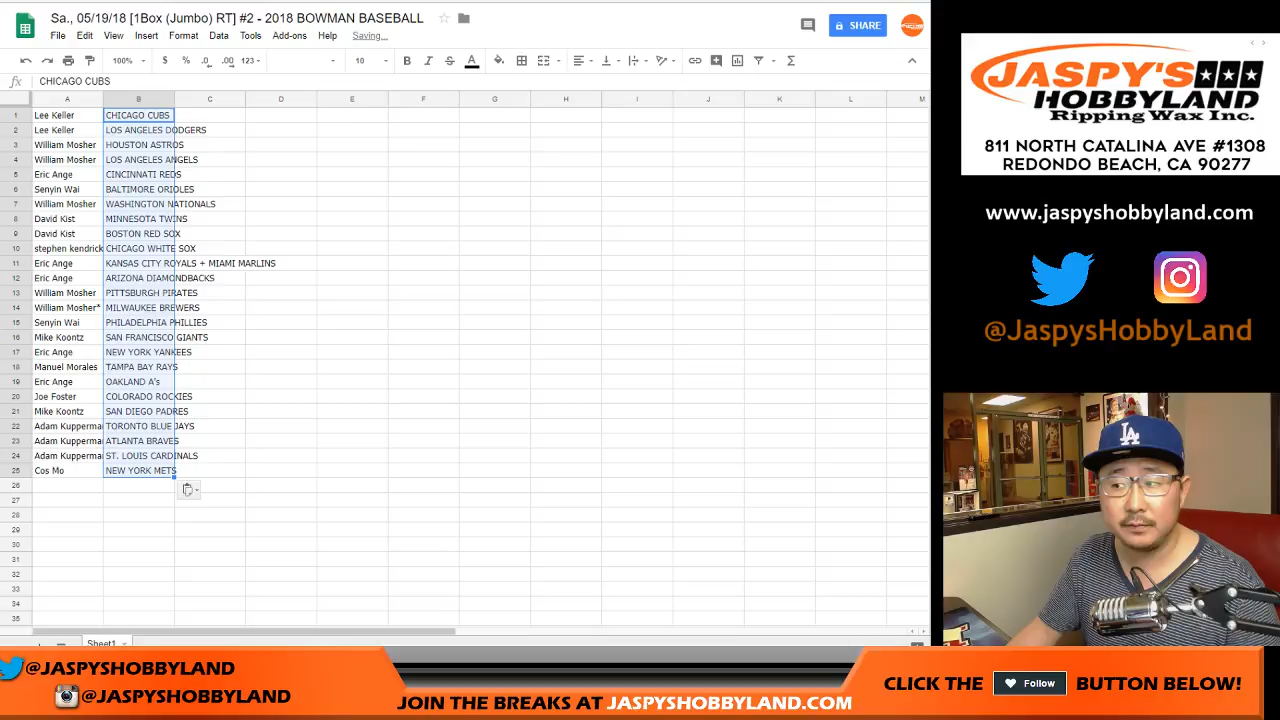 Sa., 05/19/18 [1Box (Jumbo) RT] #2 - 2018 BOWMAN BASEBALL
SHARE
File Edit View Insert Format Data Tools Add-ons Help Saving...
100% $ % .0 .00 123 10 B I S A Σ
fx CHICAGO CUBS
A B C D E F G H I J K L M
1 Lee Keller CHICAGO CUBS
2 Lee Keller LOS ANGELES DODGERS
3 William Mosher HOUSTON ASTROS
4 William Mosher LOS ANGELES ANGELS
5 Eric Ange CINCINNATI REDS
6 Senyin Wai BALTIMORE ORIOLES
7 William Mosher WASHINGTON NATIONALS
8 David Kist MINNESOTA TWINS
9 David Kist BOSTON RED SOX
10 stephen kendrick CHICAGO WHITE SOX
11 Eric Ange KANSAS CITY ROYALS + MIAMI MARLINS
12 Eric Ange ARIZONA DIAMONDBACKS
13 William Mosher PITTSBURGH PIRATES
14 William Mosher* MILWAUKEE BREWERS
15 Senyin Wai PHILADELPHIA PHILLIES
16 Mike Koontz SAN FRANCISCO GIANTS
17 Eric Ange NEW YORK YANKEES
18 Manuel Morales TAMPA BAY RAYS
19 Eric Ange OAKLAND A's
20 Joe Foster COLORADO ROCKIES
21 Mike Koontz SAN DIEGO PADRES
22 Adam Kupperma TORONTO BLUE JAYS
23 Adam Kupperma ATLANTA BRAVES
24 Adam Kupperma ST. LOUIS CARDINALS
25 Cos Mo NEW YORK METS
26
27
28
29
30
31
32
33
34
35
Sheet1
JASPY'S
HOBBYLAND
Ripping Wax Inc.
811 NORTH CATALINA AVE #1308
REDONDO BEACH, CA 90277
www.jaspyshobbyland.com
@JaspysHobbyLand
LA
@JASPYSHOBBYLAND
@JASPYSHOBBYLAND
JOIN THE BREAKS AT JASPYSHOBBYLAND.COM
CLICK THE Follow BUTTON BELOW!